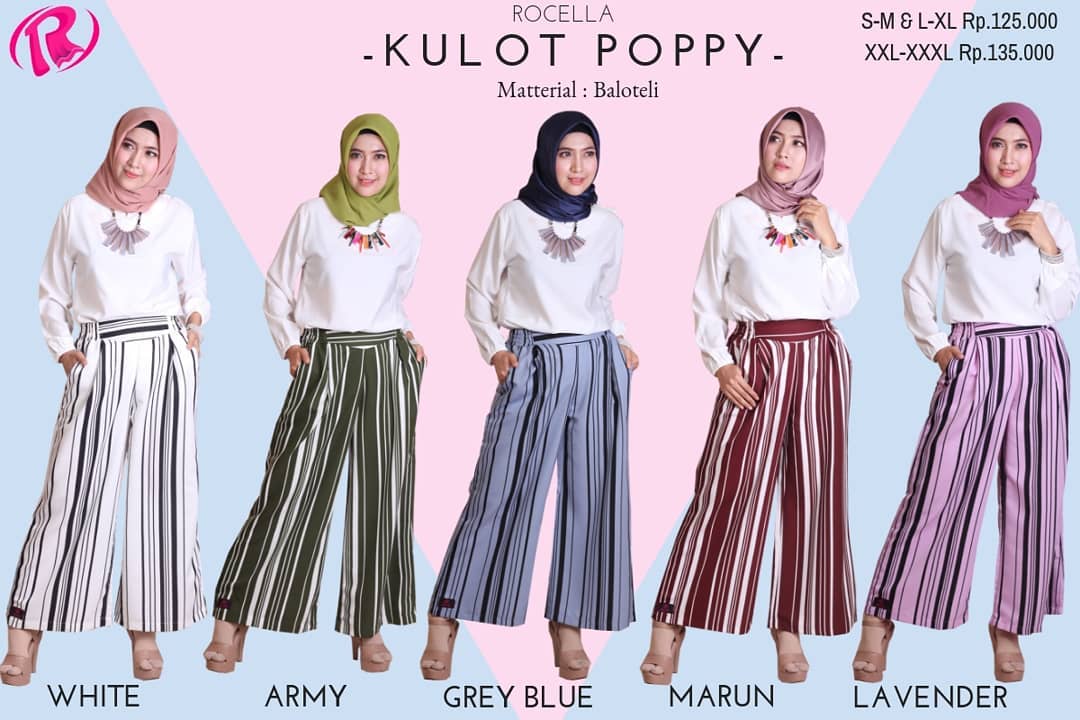 ROCELLA
-KULOT POPPY-
Matterial : Baloteli
S-M & L-XL Rp.125.000
XXL-XXXL Rp.135.000
WHITE
ARMY
GREY BLUE
MARUN
LAVENDER